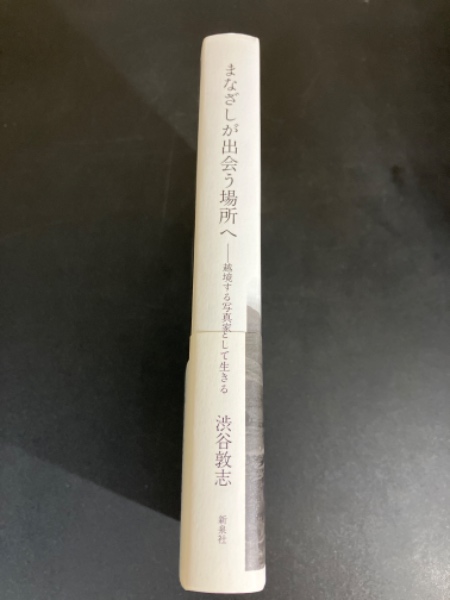 まなざしが出会う場所へ
——越境する写真家として生きる
渋谷敦志
新泉社